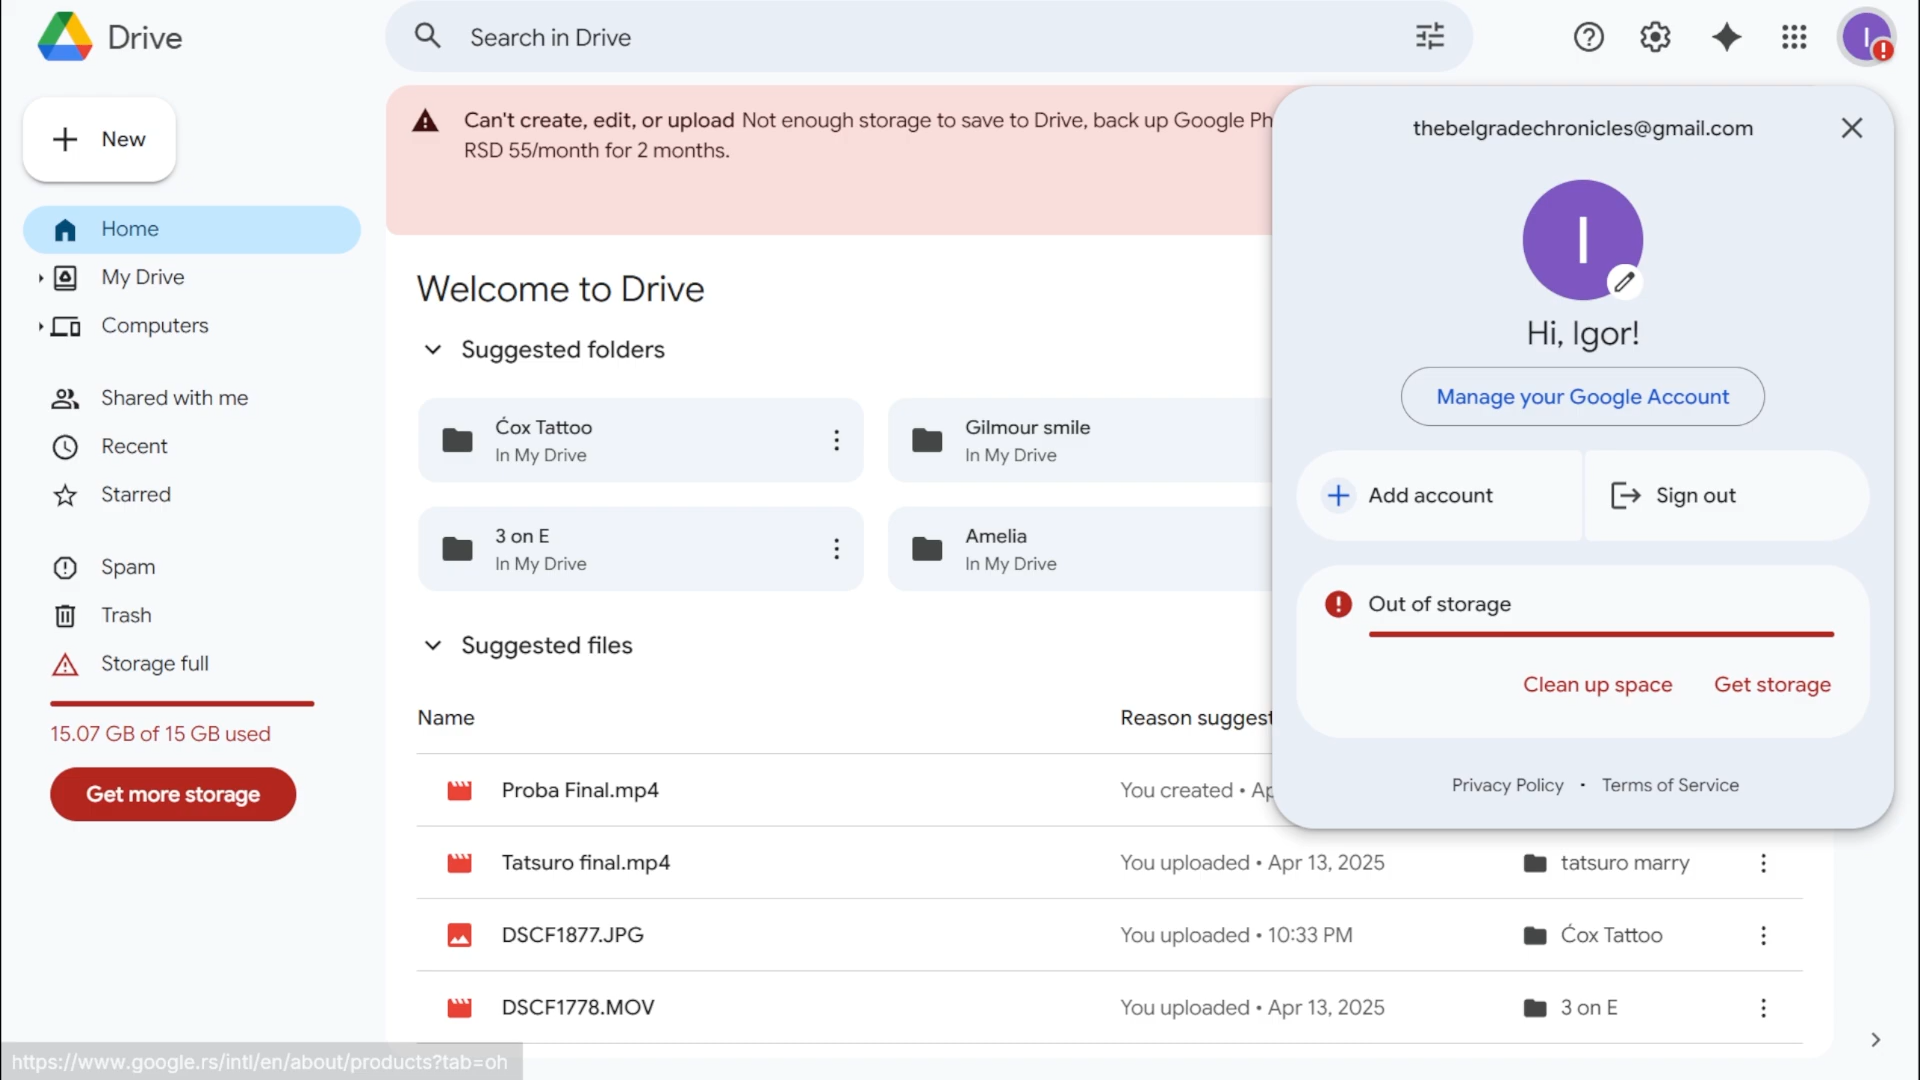 Drive
Search in Drive
New
Home
My Drive
Computers
Shared with me
Recent
Starred
Spam
Trash
Storage full
15.07 GB of 15 GB used
Get more storage
Can't create, edit, or upload Not enough storage to save to Drive, back up Google Ph
RSD 55/month for 2 months.
Welcome to Drive
Suggested folders
Ćox Tattoo
In My Drive
Gilmour smile
In My Drive
3 on E
In My Drive
Amelia
In My Drive
Suggested files
Name
Reason suggest
Proba Final.mp4
You created • Ap
Tatsuro final.mp4
You uploaded • Apr 13, 2025
tatsuro marry
DSCF1877.JPG
You uploaded • 10:33 PM
Ćox Tattoo
DSCF1778.MOV
You uploaded • Apr 13, 2025
3 on E
I
thebelgradechronicles@gmail.com
I
Hi, Igor!
Manage your Google Account
Add account
Sign out
Out of storage
Clean up space
Get storage
Privacy Policy • Terms of Service
https://www.google.rs/intl/en/about/products?tab=oh